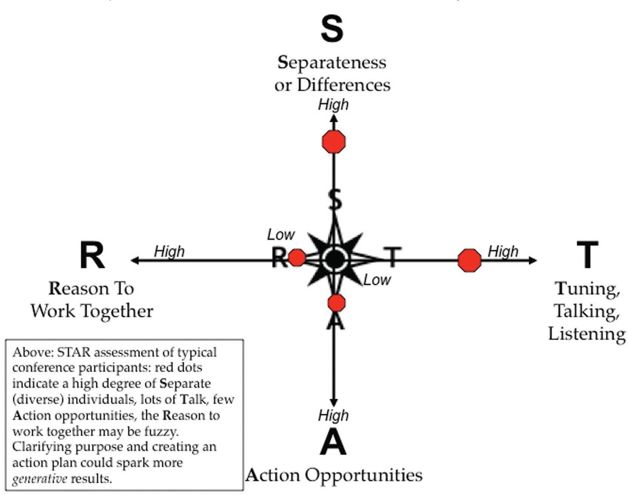 S
Separateness
or Differences
High
S
Low
R
High
R
T
High
T
Low
Reason To
Work Together
Tuning,
Talking,
Listening
A
High
A
Action Opportunities
Above: STAR assessment of typical
conference participants: red dots
indicate a high degree of Separate
(diverse) individuals, lots of Talk, few
Action opportunities, the Reason to
work together may be fuzzy.
Clarifying purpose and creating an
action plan could spark more
generative results.